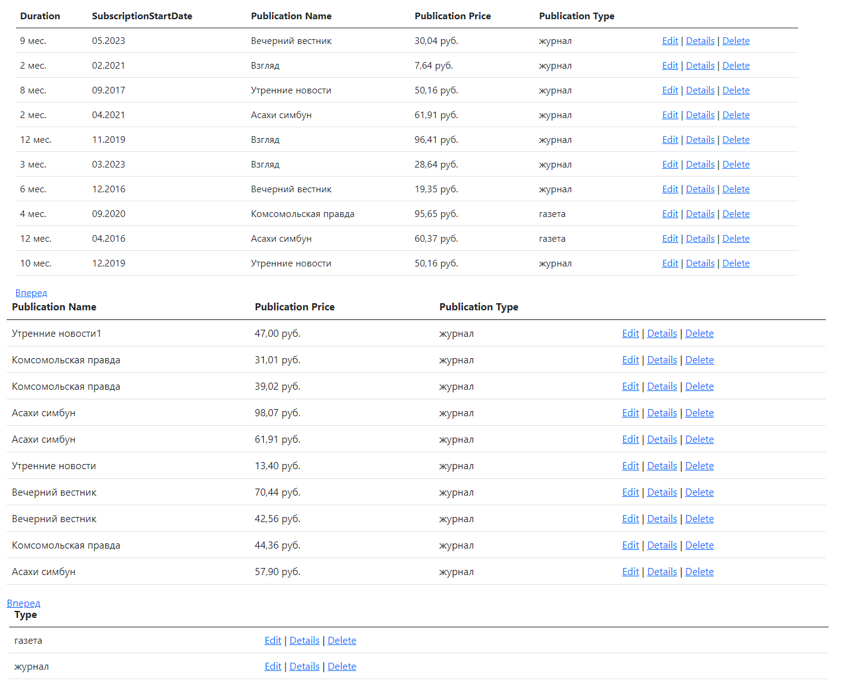 Duration SubscriptionStartDate Publication Name Publication Price Publication Type
9 мес. 05.2023 Вечерний вестник 30,04 руб. журнал Edit | Details | Delete
2 мес. 02.2021 Взгляд 7,64 руб. журнал Edit | Details | Delete
8 мес. 09.2017 Утренние новости 50,16 руб. журнал Edit | Details | Delete
2 мес. 04.2021 Асахи симбун 61,91 руб. журнал Edit | Details | Delete
12 мес. 11.2019 Взгляд 96,41 руб. журнал Edit | Details | Delete
3 мес. 03.2023 Взгляд 28,64 руб. журнал Edit | Details | Delete
6 мес. 12.2016 Вечерний вестник 19,35 руб. журнал Edit | Details | Delete
4 мес. 09.2020 Комсомольская правда 95,65 руб. газета Edit | Details | Delete
12 мес. 04.2016 Асахи симбун 60,37 руб. газета Edit | Details | Delete
10 мес. 12.2019 Утренние новости 50,16 руб. журнал Edit | Details | Delete
Вперед
Publication Name Publication Price Publication Type
Утренние новости1 47,00 руб. журнал Edit | Details | Delete
Комсомольская правда 31,01 руб. журнал Edit | Details | Delete
Комсомольская правда 39,02 руб. журнал Edit | Details | Delete
Асахи симбун 98,07 руб. журнал Edit | Details | Delete
Асахи симбун 61,91 руб. журнал Edit | Details | Delete
Утренние новости 13,40 руб. журнал Edit | Details | Delete
Вечерний вестник 70,44 руб. журнал Edit | Details | Delete
Вечерний вестник 42,56 руб. журнал Edit | Details | Delete
Комсомольская правда 44,36 руб. журнал Edit | Details | Delete
Асахи симбун 57,90 руб. журнал Edit | Details | Delete
Вперед
Type
газета Edit | Details | Delete
журнал Edit | Details | Delete